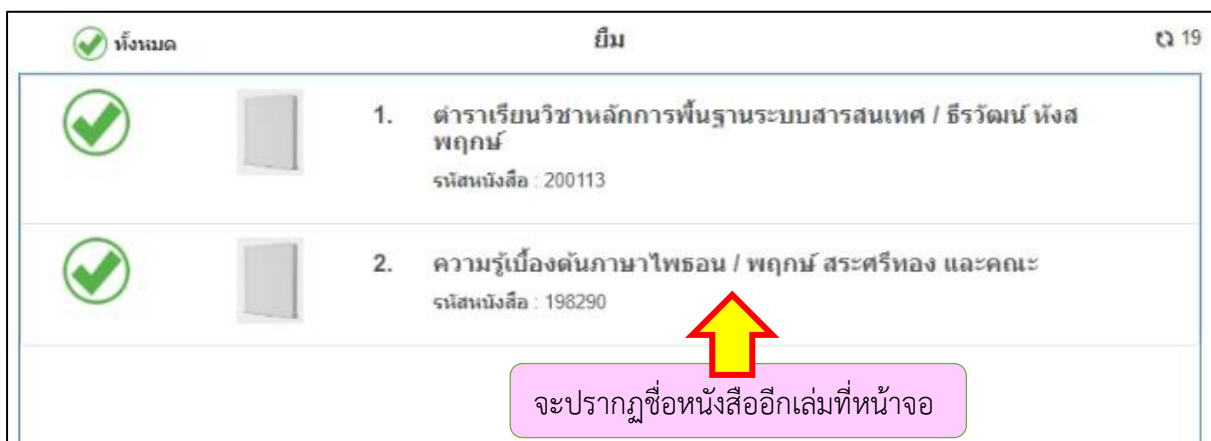 ทั้งหมด ยืม 19
1. ตำราเรียนวิชาหลักการพื้นฐานระบบสารสนเทศ / ธีรวัฒน์ หังส
พฤกษ์
รหัสหนังสือ : 200113
2. ความรู้เบื้องต้นภาษาไพธอน / พฤกษ์ สระศรีทอง และคณะ
รหัสหนังสือ : 198290
จะปรากฏชื่อหนังสืออีกเล่มที่หน้าจอ